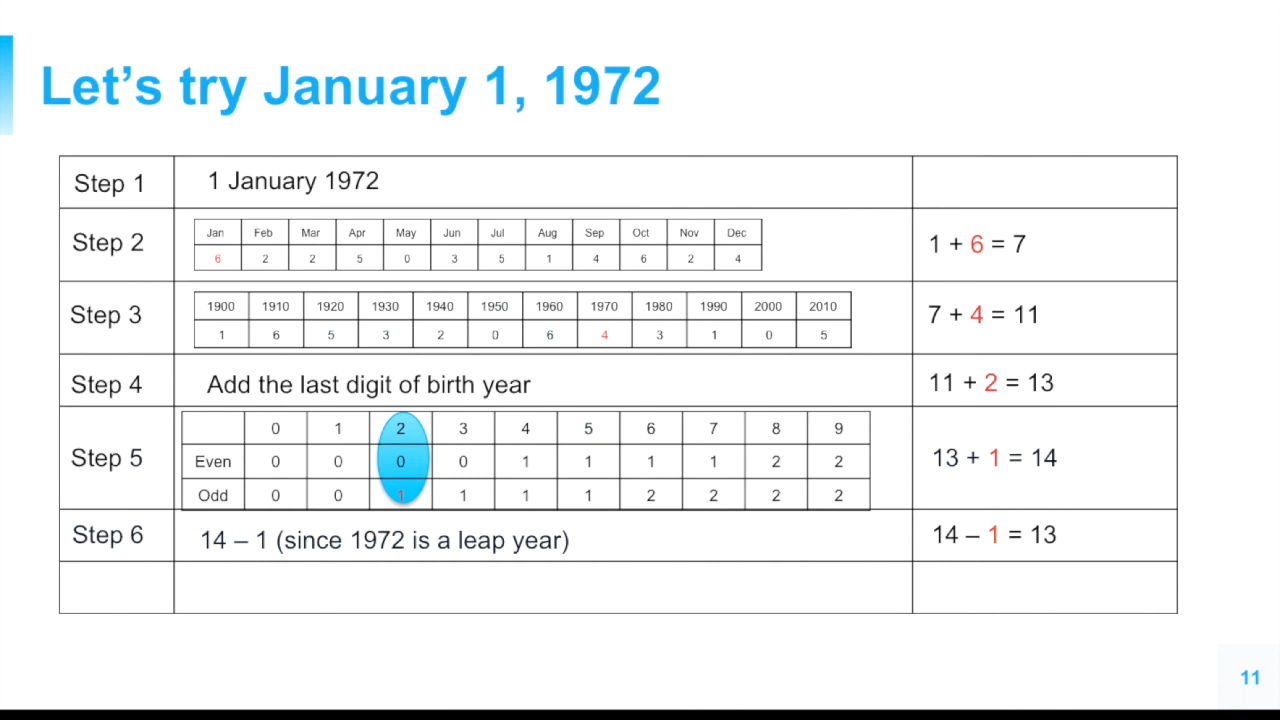 Let’s try January 1, 1972
Step 1 1 January 1972
Step 2
Jan Feb Mar Apr May Jun Jul Aug Sep Oct Nov Dec
6 2 2 5 0 3 5 1 4 6 2 4
1 + 6 = 7
Step 3
1900 1910 1920 1930 1940 1950 1960 1970 1980 1990 2000 2010
1 6 5 3 2 0 6 4 3 1 0 5
7 + 4 = 11
Step 4 Add the last digit of birth year 11 + 2 = 13
Step 5
0 1 2 3 4 5 6 7 8 9
Even 0 0 0 0 1 1 1 1 2 2
Odd 0 0 1 1 1 1 2 2 2 2
13 + 1 = 14
Step 6 14 – 1 (since 1972 is a leap year) 14 – 1 = 13
11